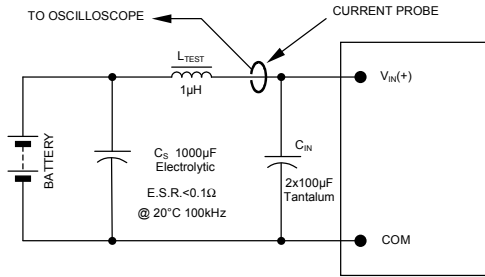 TO OSCILLOSCOPE
CURRENT PROBE
LTEST
1μH
VIN(+)
BATTERY
CS 1000μF
Electrolytic
E.S.R.<0.1Ω
@ 20°C 100kHz
CIN
2x100μF
Tantalum
COM